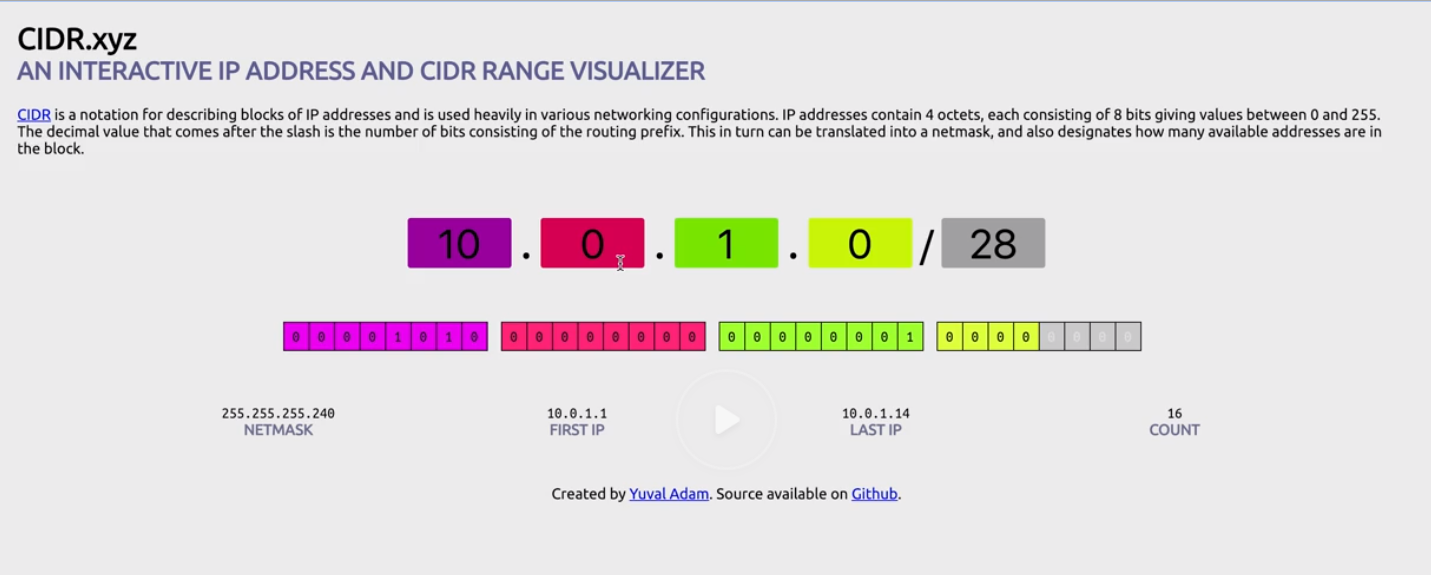 CIDR.xyz
AN INTERACTIVE IP ADDRESS AND CIDR RANGE VISUALIZER
CIDR is a notation for describing blocks of IP addresses and is used heavily in various networking configurations. IP addresses contain 4 octets, each consisting of 8 bits giving values between 0 and 255.
The decimal value that comes after the slash is the number of bits consisting of the routing prefix. This in turn can be translated into a netmask, and also designates how many available addresses are in
the block.
10 . 0 . 1 . 0 / 28
0 0 0 0 1 0 1 0 0 0 0 0 0 0 0 0 0 0 0 0 0 0 0 1 0 0 0 0 0 0 0 0
255.255.255.240 10.0.1.1 10.0.1.14 16
NETMASK FIRST IP LAST IP COUNT
Created by Yuval Adam. Source available on Github.